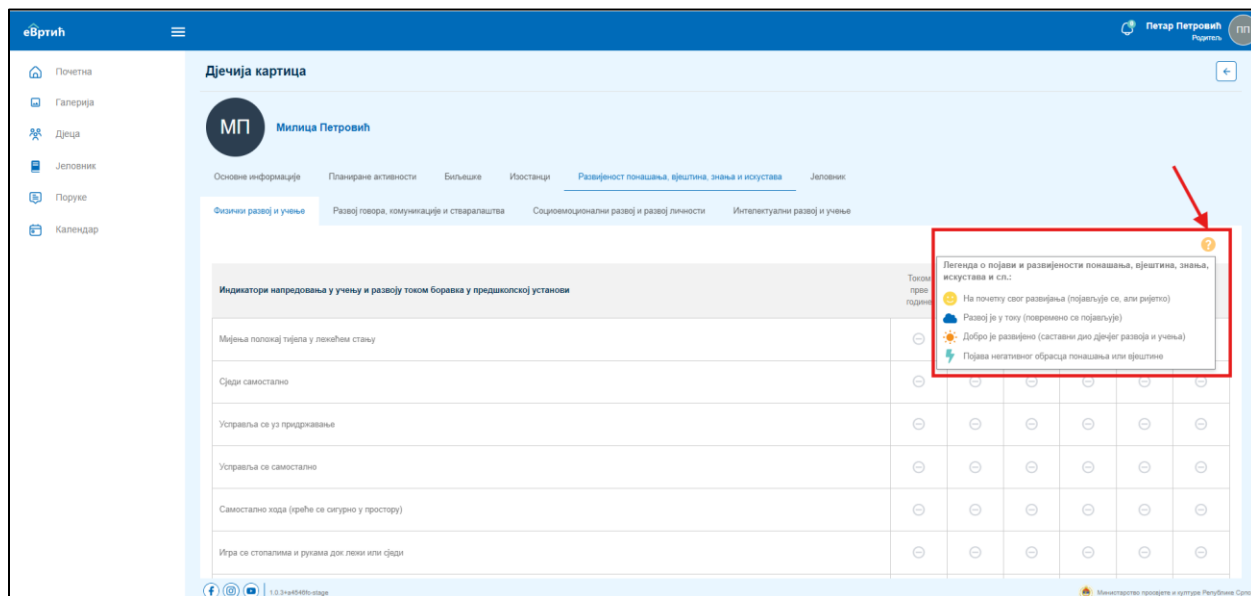 еВртић
Петар Петровић
Родитељ
ПП
Почетна
Галерија
Дјеца
Јеловник
Поруке
Календар
Дјечија картица
МП
Милица Петровић
Основне информације Планиране активности Биљешке Изостанци Развијеност понашања, вјештина, знања и искустава Јеловник
Физички развој и учење Развој говора, комуникације и стваралаштва Социоемоционални развој и развој личности Интелектуални развој и учење
?
Легенда о појави и развијености понашања, вјештина, знања,
искустава и сл.:
На почетку свог развијања (појављује се, али ријетко)
Развој је у току (повремено се појављује)
Добро је развијено (саставни дио дјечјег развоја и учења)
Појава негативног обрасца понашања или вјештине
Индикатори напредовања у учењу и развоју током боравка у предшколској установи
Током
прве
године
Мијења положај тијела у лежећем стању
Сједи самостално
Усправља се уз придржавање
Усправља се самостално
Самостално хода (креће се сигурно у простору)
Игра се стопалима и рукама док лежи или сједи
1.0.3+a4546fc-stage
Министарство просвјете и културе Републике Српс